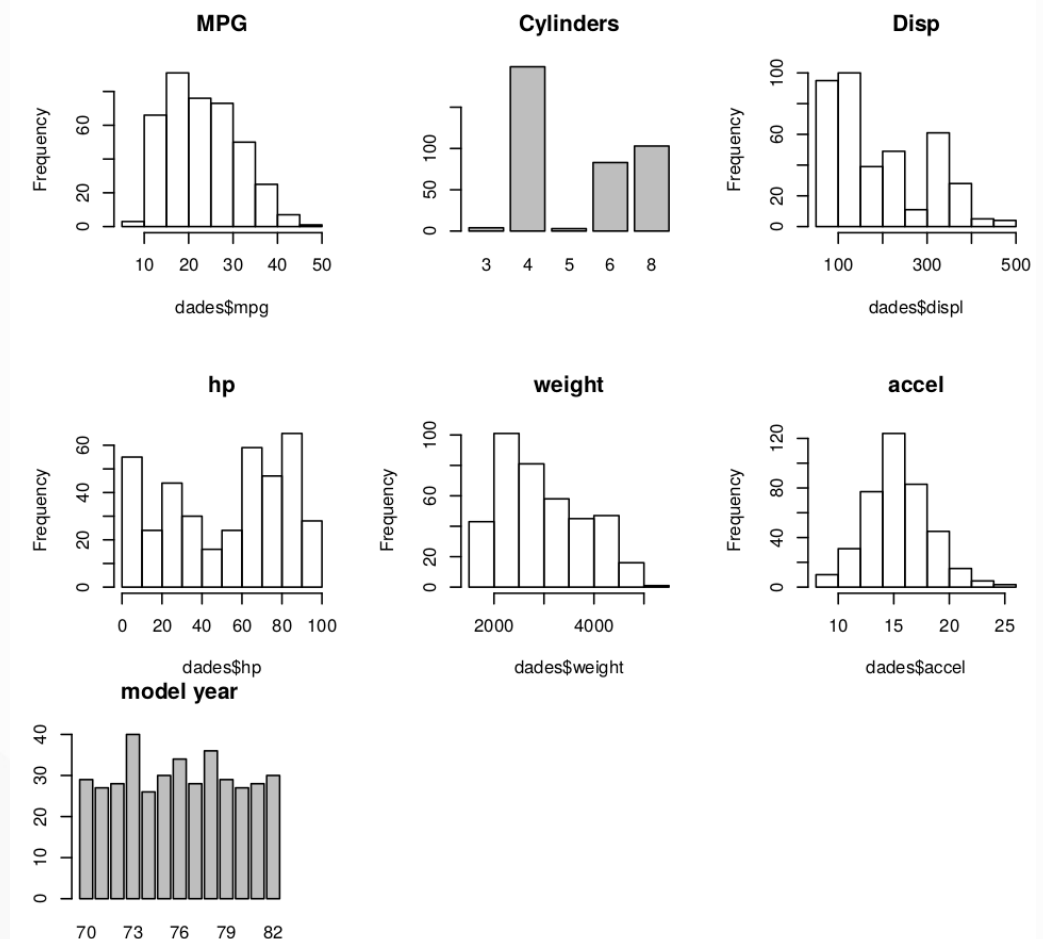 MPG
Frequency
0 20 60
10 20 30 40 50
dades$mpg
Cylinders
0 50 100
3 4 5 6 8
Disp
Frequency
0 20 60 100
100 300 500
dades$displ
hp
Frequency
0 20 40 60
0 20 40 60 80 100
dades$hp
weight
Frequency
0 20 60 100
2000 4000
dades$weight
accel
Frequency
0 40 80 120
10 15 20 25
dades$accel
model year
0 10 20 30 40
70 73 76 79 82